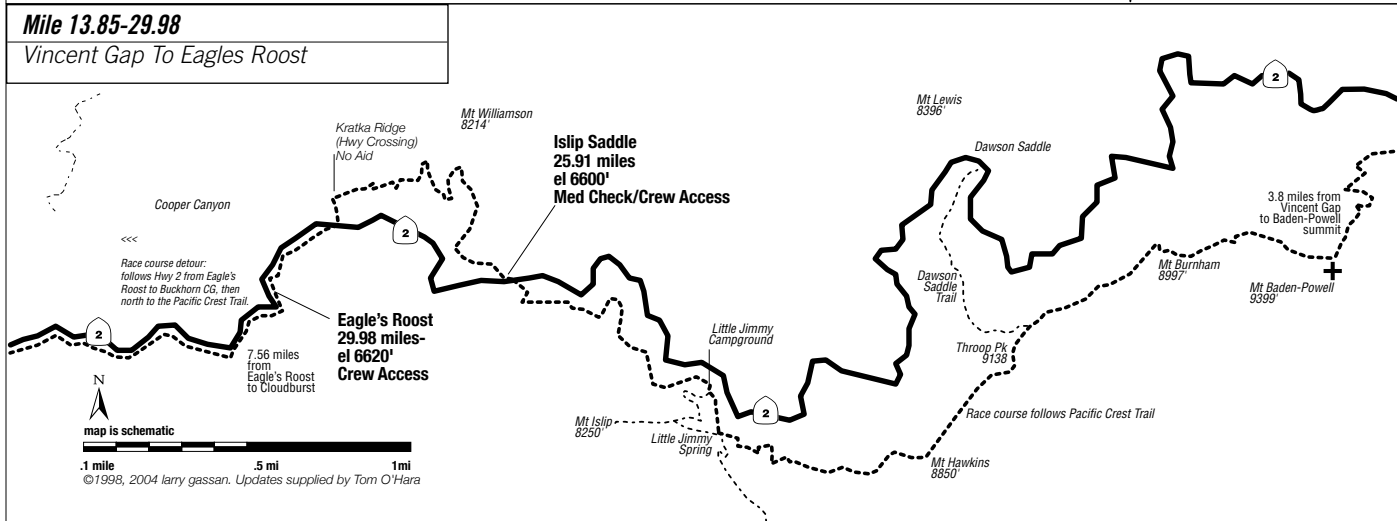 Mile 13.85-29.98
Vincent Gap To Eagles Roost
2
Mt Lewis
8396'
Mt Williamson
8214'
Kratka Ridge
(Hwy Crossing)
No Aid
Islip Saddle
25.91 miles
el 6600'
Med Check/Crew Access
Dawson Saddle
3.8 miles from
Vincent Gap
to Baden-Powell
summit
Cooper Canyon
<<<
2
Race course detour:
follows Hwy 2 from Eagle's
Roost to Buckhorn CG, then
north to the Pacific Crest Trail.
Mt Burnham
8997'
Dawson
Saddle
Trail
Mt Baden-Powell
9399'
Eagle's Roost
29.98 miles-
el 6620'
Crew Access
2
Little Jimmy
Campground
Throop Pk
9138
7.56 miles
from
Eagle's Roost
to Cloudburst
N
2
Race course follows Pacific Crest Trail
Mt Islip
8250'
Little Jimmy
Spring
map is schematic
Mt Hawkins
8850'
.1 mile .5 mi 1mi
©1998, 2004 larry gassan. Updates supplied by Tom O'Hara